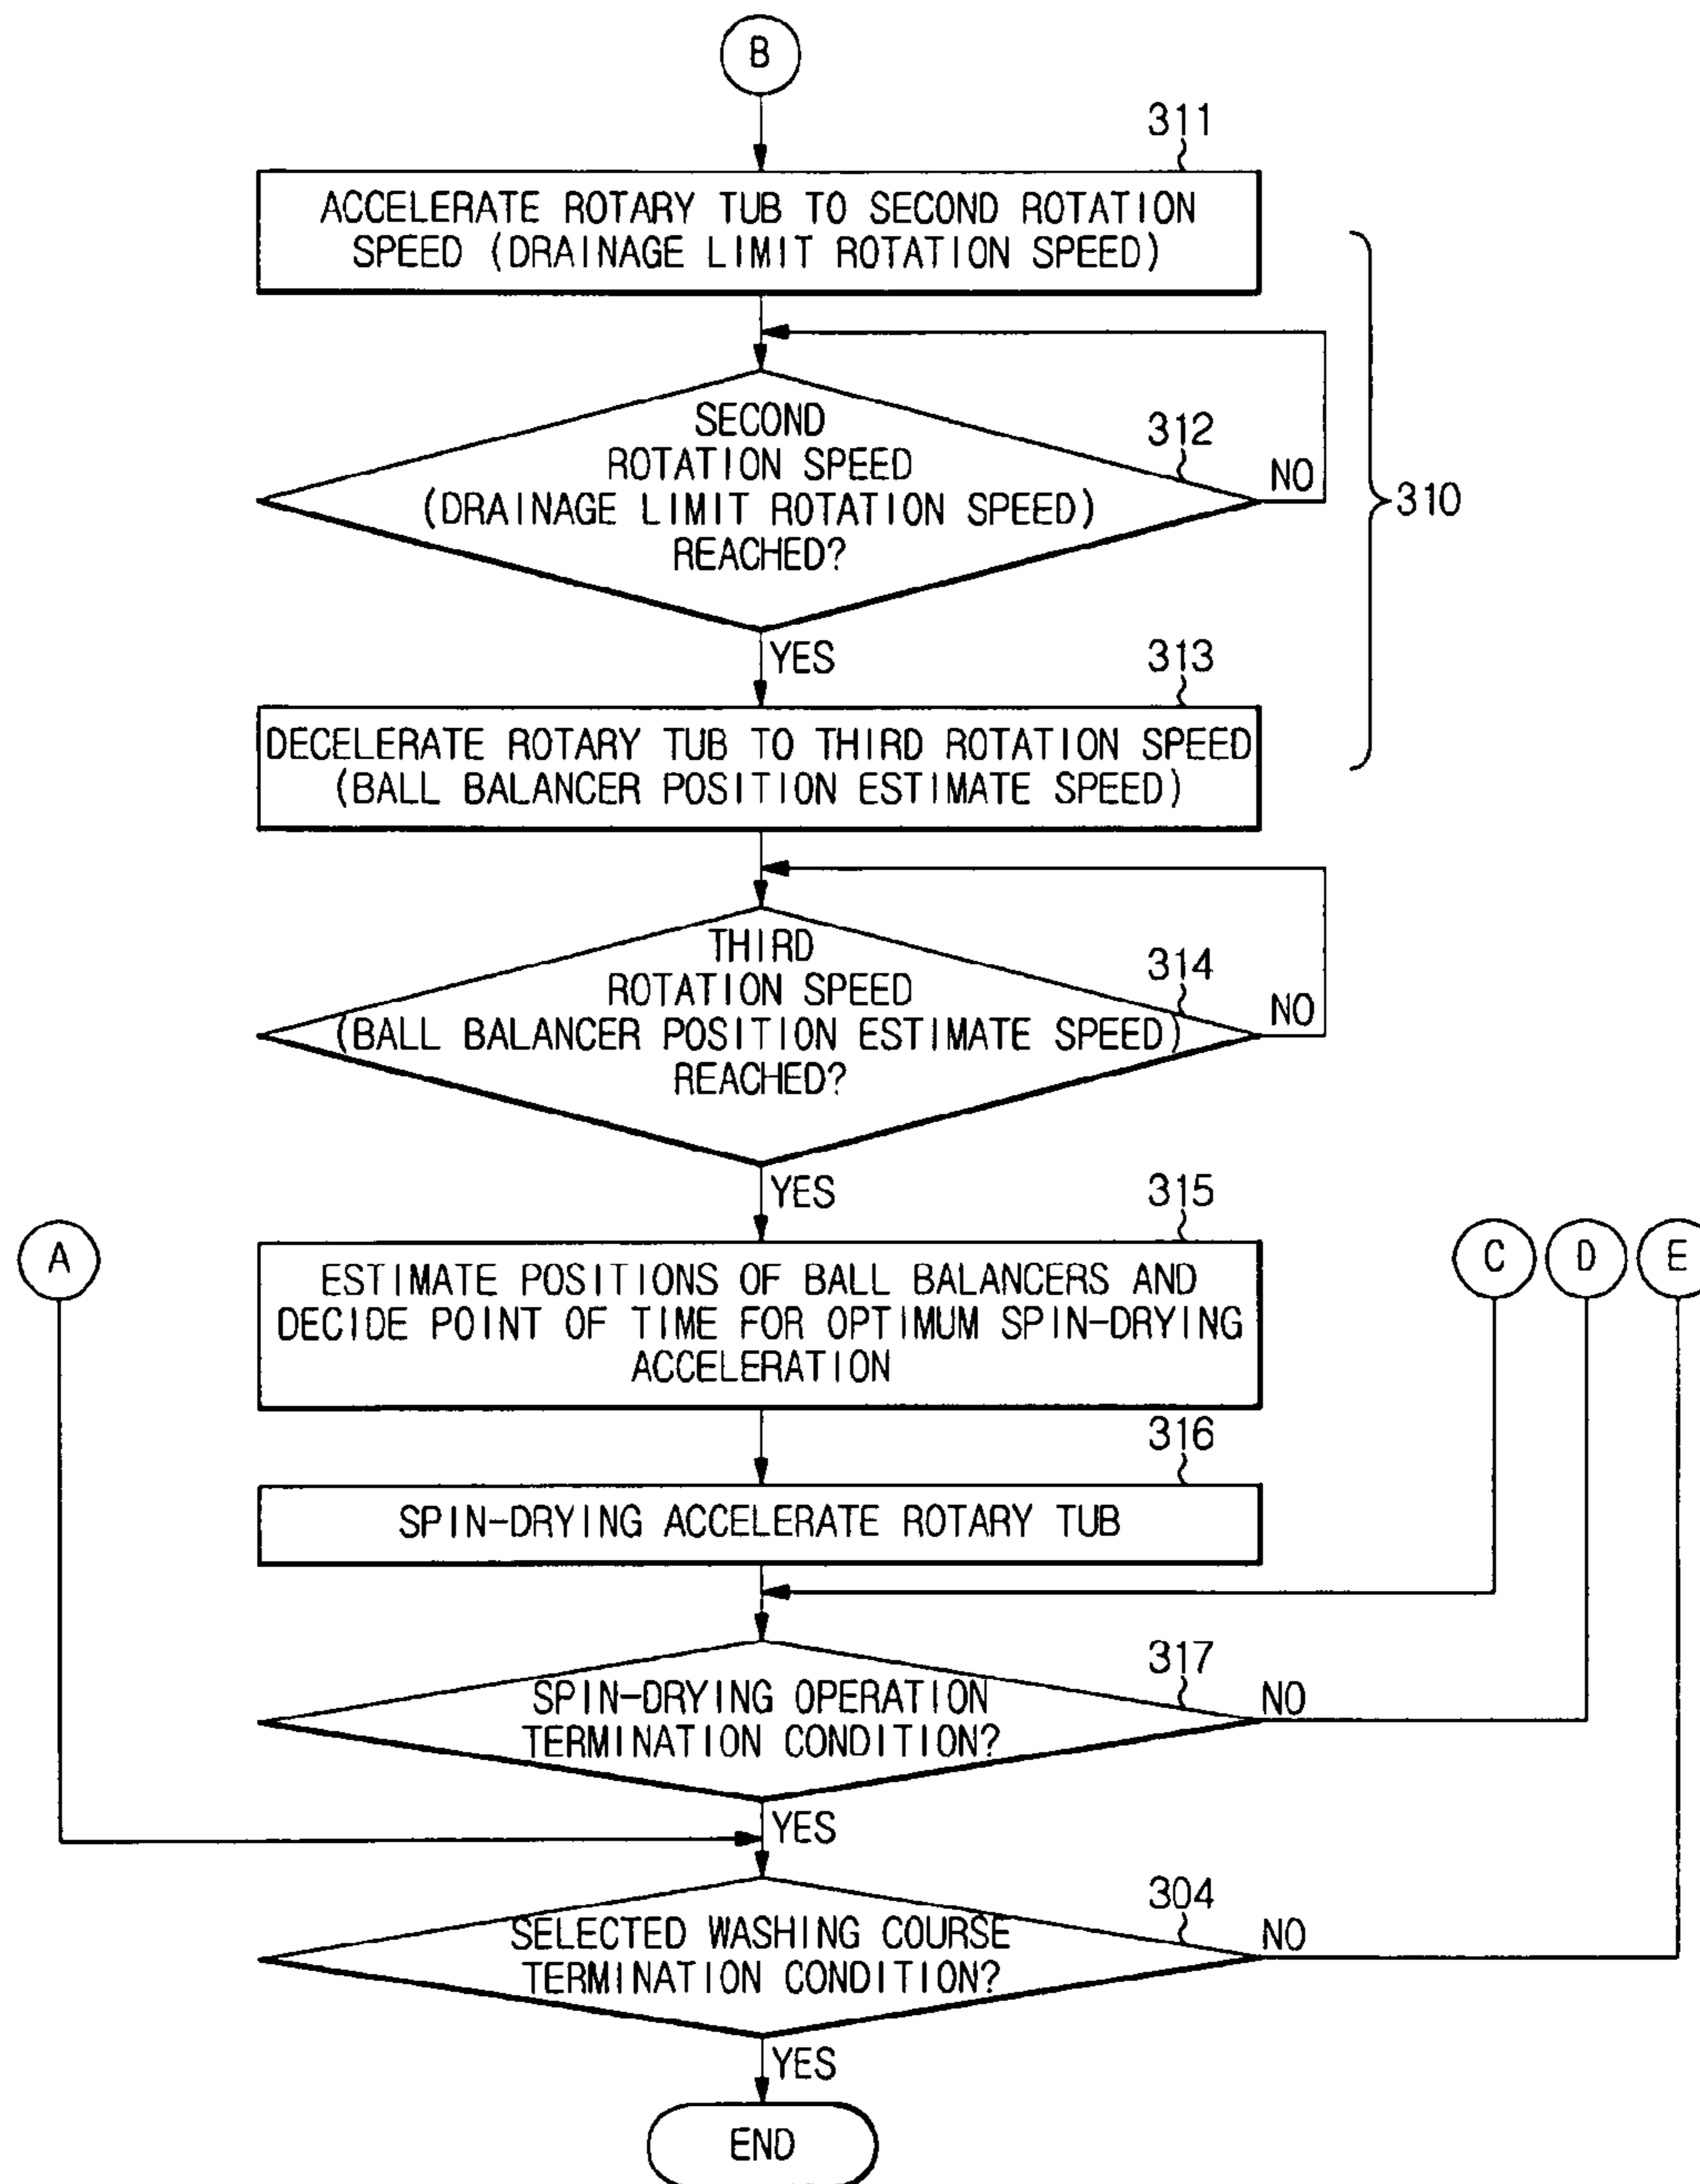 B
311
ACCELERATE ROTARY TUB TO SECOND ROTATION
SPEED (DRAINAGE LIMIT ROTATION SPEED)
SECOND
ROTATION SPEED
(DRAINAGE LIMIT ROTATION SPEED)
REACHED?
312
NO
310
YES
313
DECELERATE ROTARY TUB TO THIRD ROTATION SPEED
(BALL BALANCER POSITION ESTIMATE SPEED)
THIRD
ROTATION SPEED
(BALL BALANCER POSITION ESTIMATE SPEED)
REACHED?
314
NO
YES
315
A
C
D
E
ESTIMATE POSITIONS OF BALL BALANCERS AND
DECIDE POINT OF TIME FOR OPTIMUM SPIN-DRYING
ACCELERATION
316
SPIN-DRYING ACCELERATE ROTARY TUB
317
SPIN-DRYING OPERATION
TERMINATION CONDITION?
NO
YES
304
SELECTED WASHING COURSE
TERMINATION CONDITION?
NO
YES
END